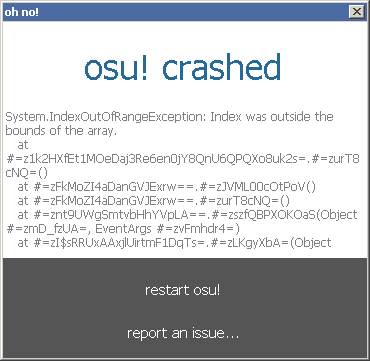 oh no!
osu! crashed
System.IndexOutOfRangeException: Index was outside the
bounds of the array.
at
#=z1k2HXfEt1MOeDaj3Re6en0jY8QnU6QPQXo8uk2s=.#=zurT8
cNQ=()
at #=zFkMoZI4aDanGVJExrw==.#=zJVML00cOtPoV()
at #=zFkMoZI4aDanGVJExrw==.#=zurT8cNQ=()
at #=znt9UWgSmtvbHhYVpLA==.#=zszfQBPXOKOaS(Object
#=zmD_fzUA=, EventArgs #=zvFmhdr4=)
at #=zI$sRRUxAAxjlUirtmF1DqTs=.#=zLKgyXbA=(Object
restart osu!
report an issue...